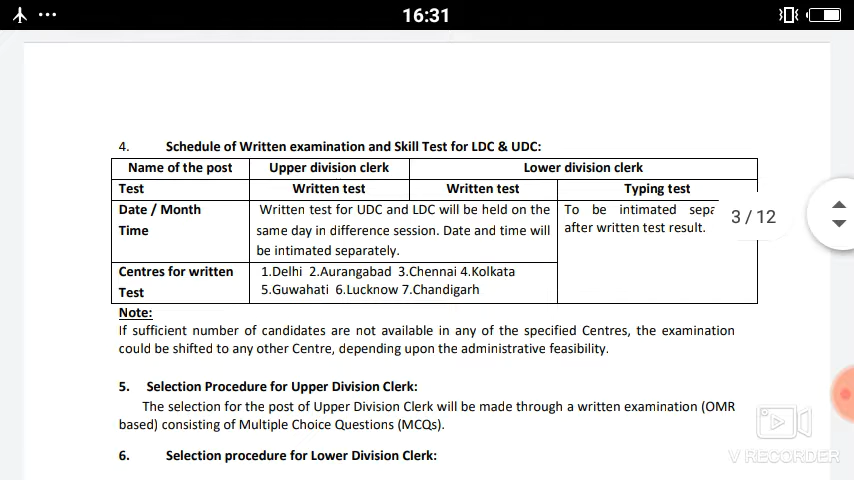 16:31
4. Schedule of Written examination and Skill Test for LDC & UDC:
Name of the post Upper division clerk Lower division clerk
Test Written test Written test Typing test
Date / Month
Time
Written test for UDC and LDC will be held on the
same day in difference session. Date and time will
be intimated separately.
To be intimated
after written test result.
3 / 12
Centres for written
Test
1.Delhi 2.Aurangabad 3.Chennai 4.Kolkata
5.Guwahati 6.Lucknow 7.Chandigarh
Note:
If sufficient number of candidates are not available in any of the specified Centres, the examination
could be shifted to any other Centre, depending upon the administrative feasibility.
5. Selection Procedure for Upper Division Clerk:
The selection for the post of Upper Division Clerk will be made through a written examination (OMR
based) consisting of Multiple Choice Questions (MCQs).
6. Selection procedure for Lower Division Clerk:
V RECORDER